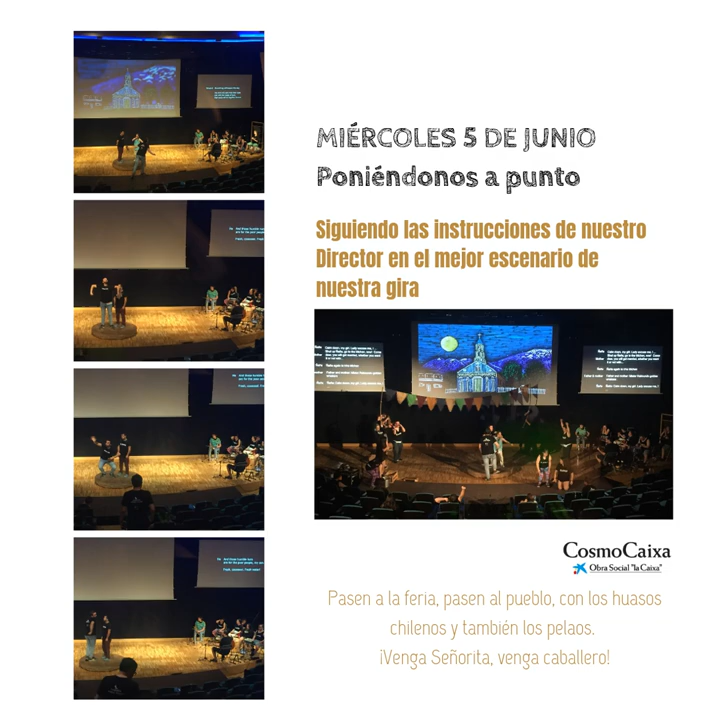 MIÉRCOLES 5 DE JUNIO
Poniéndonos a punto
Siguiendo las instrucciones de nuestro
Director en el mejor escenario de
nuestra gira
CosmoCaixa
Obra Social "la Caixa"
Pasen a la feria, pasen al pueblo, con los huasos
chilenos y también los pelaos.
¡Venga Señorita, venga caballero!